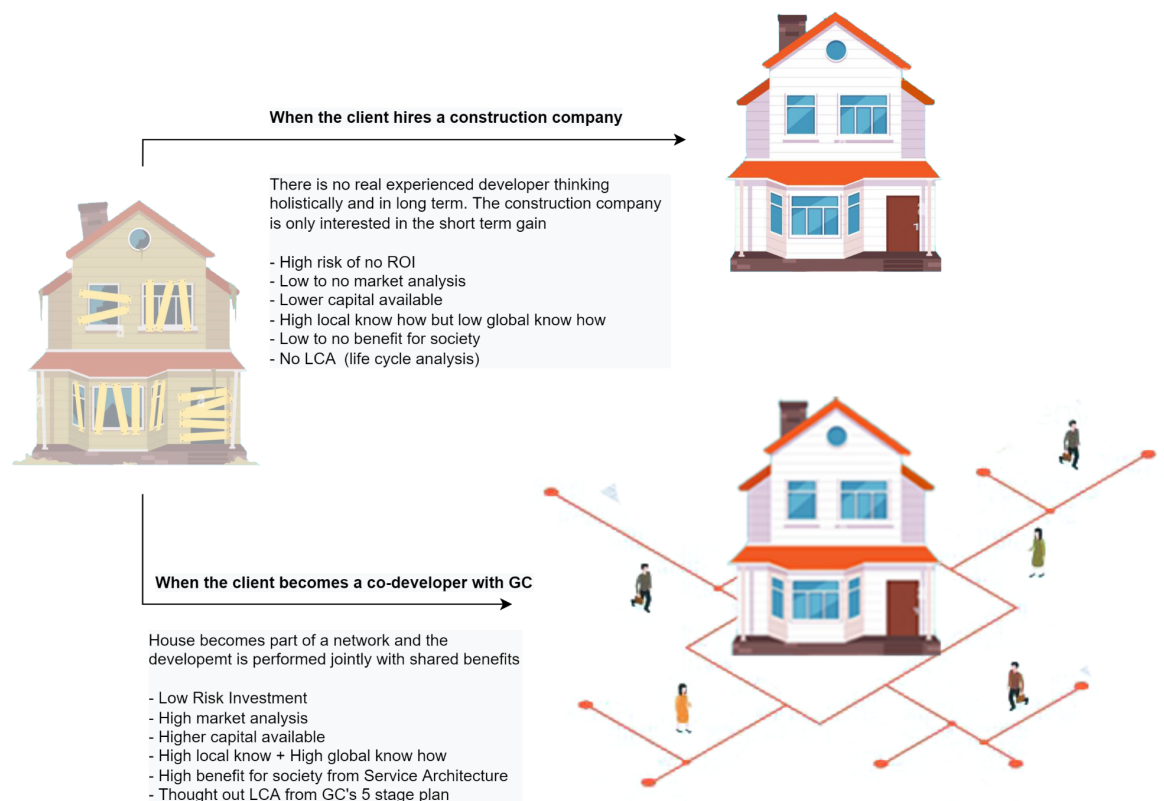 When the client hires a construction company
There is no real experienced developer thinking
holistically and in long term. The construction company
is only interested in the short term gain
- High risk of no ROI
- Low to no market analysis
- Lower capital available
- High local know how but low global know how
- Low to no benefit for society
- No LCA (life cycle analysis)
When the client becomes a co-developer with GC
House becomes part of a network and the
developemt is performed jointly with shared benefits
- Low Risk Investment
- High market analysis
- Higher capital available
- High local know + High global know how
- High benefit for society from Service Architecture
- Thought out LCA from GC's 5 stage plan